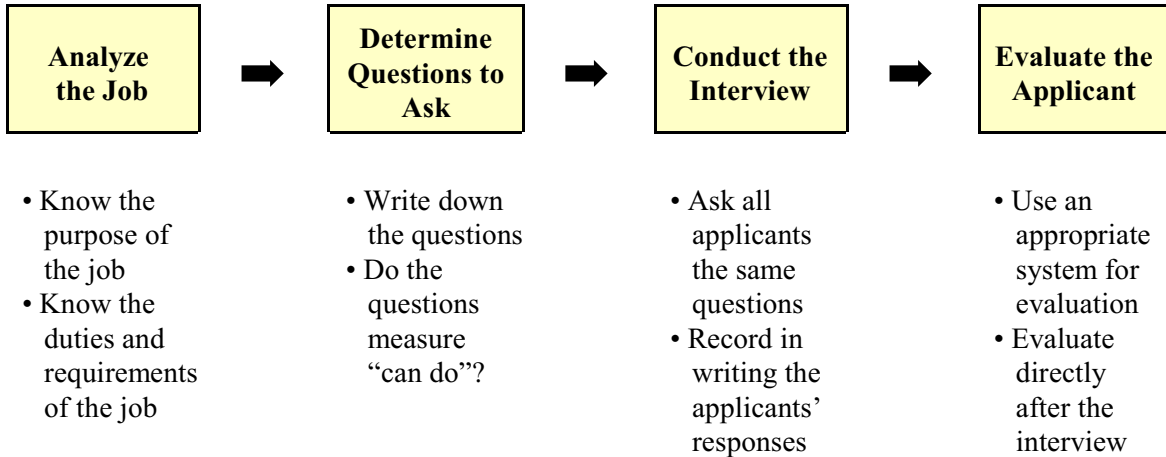 Analyze
the Job
Determine
Questions to
Ask
Conduct the
Interview
Evaluate the
Applicant
• Know the
purpose of
the job
• Know the
duties and
requirements
of the job
• Write down
the questions
• Do the
questions
measure
“can do”?
• Ask all
applicants
the same
questions
• Record in
writing the
applicants’
responses
• Use an
appropriate
system for
evaluation
• Evaluate
directly
after the
interview